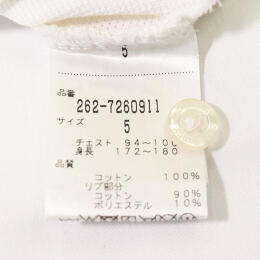 5
品番
262-7260911
サイズ
5
チェスト 94～100
身長 172～180
品質
コットン 100%
リブ部分
コットン 90%
ポリエステル 10%